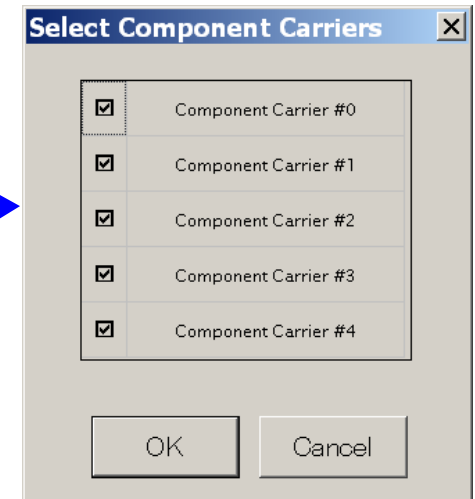 Select Component Carriers
Component Carrier #0
Component Carrier #1
Component Carrier #2
Component Carrier #3
Component Carrier #4
OK Cancel